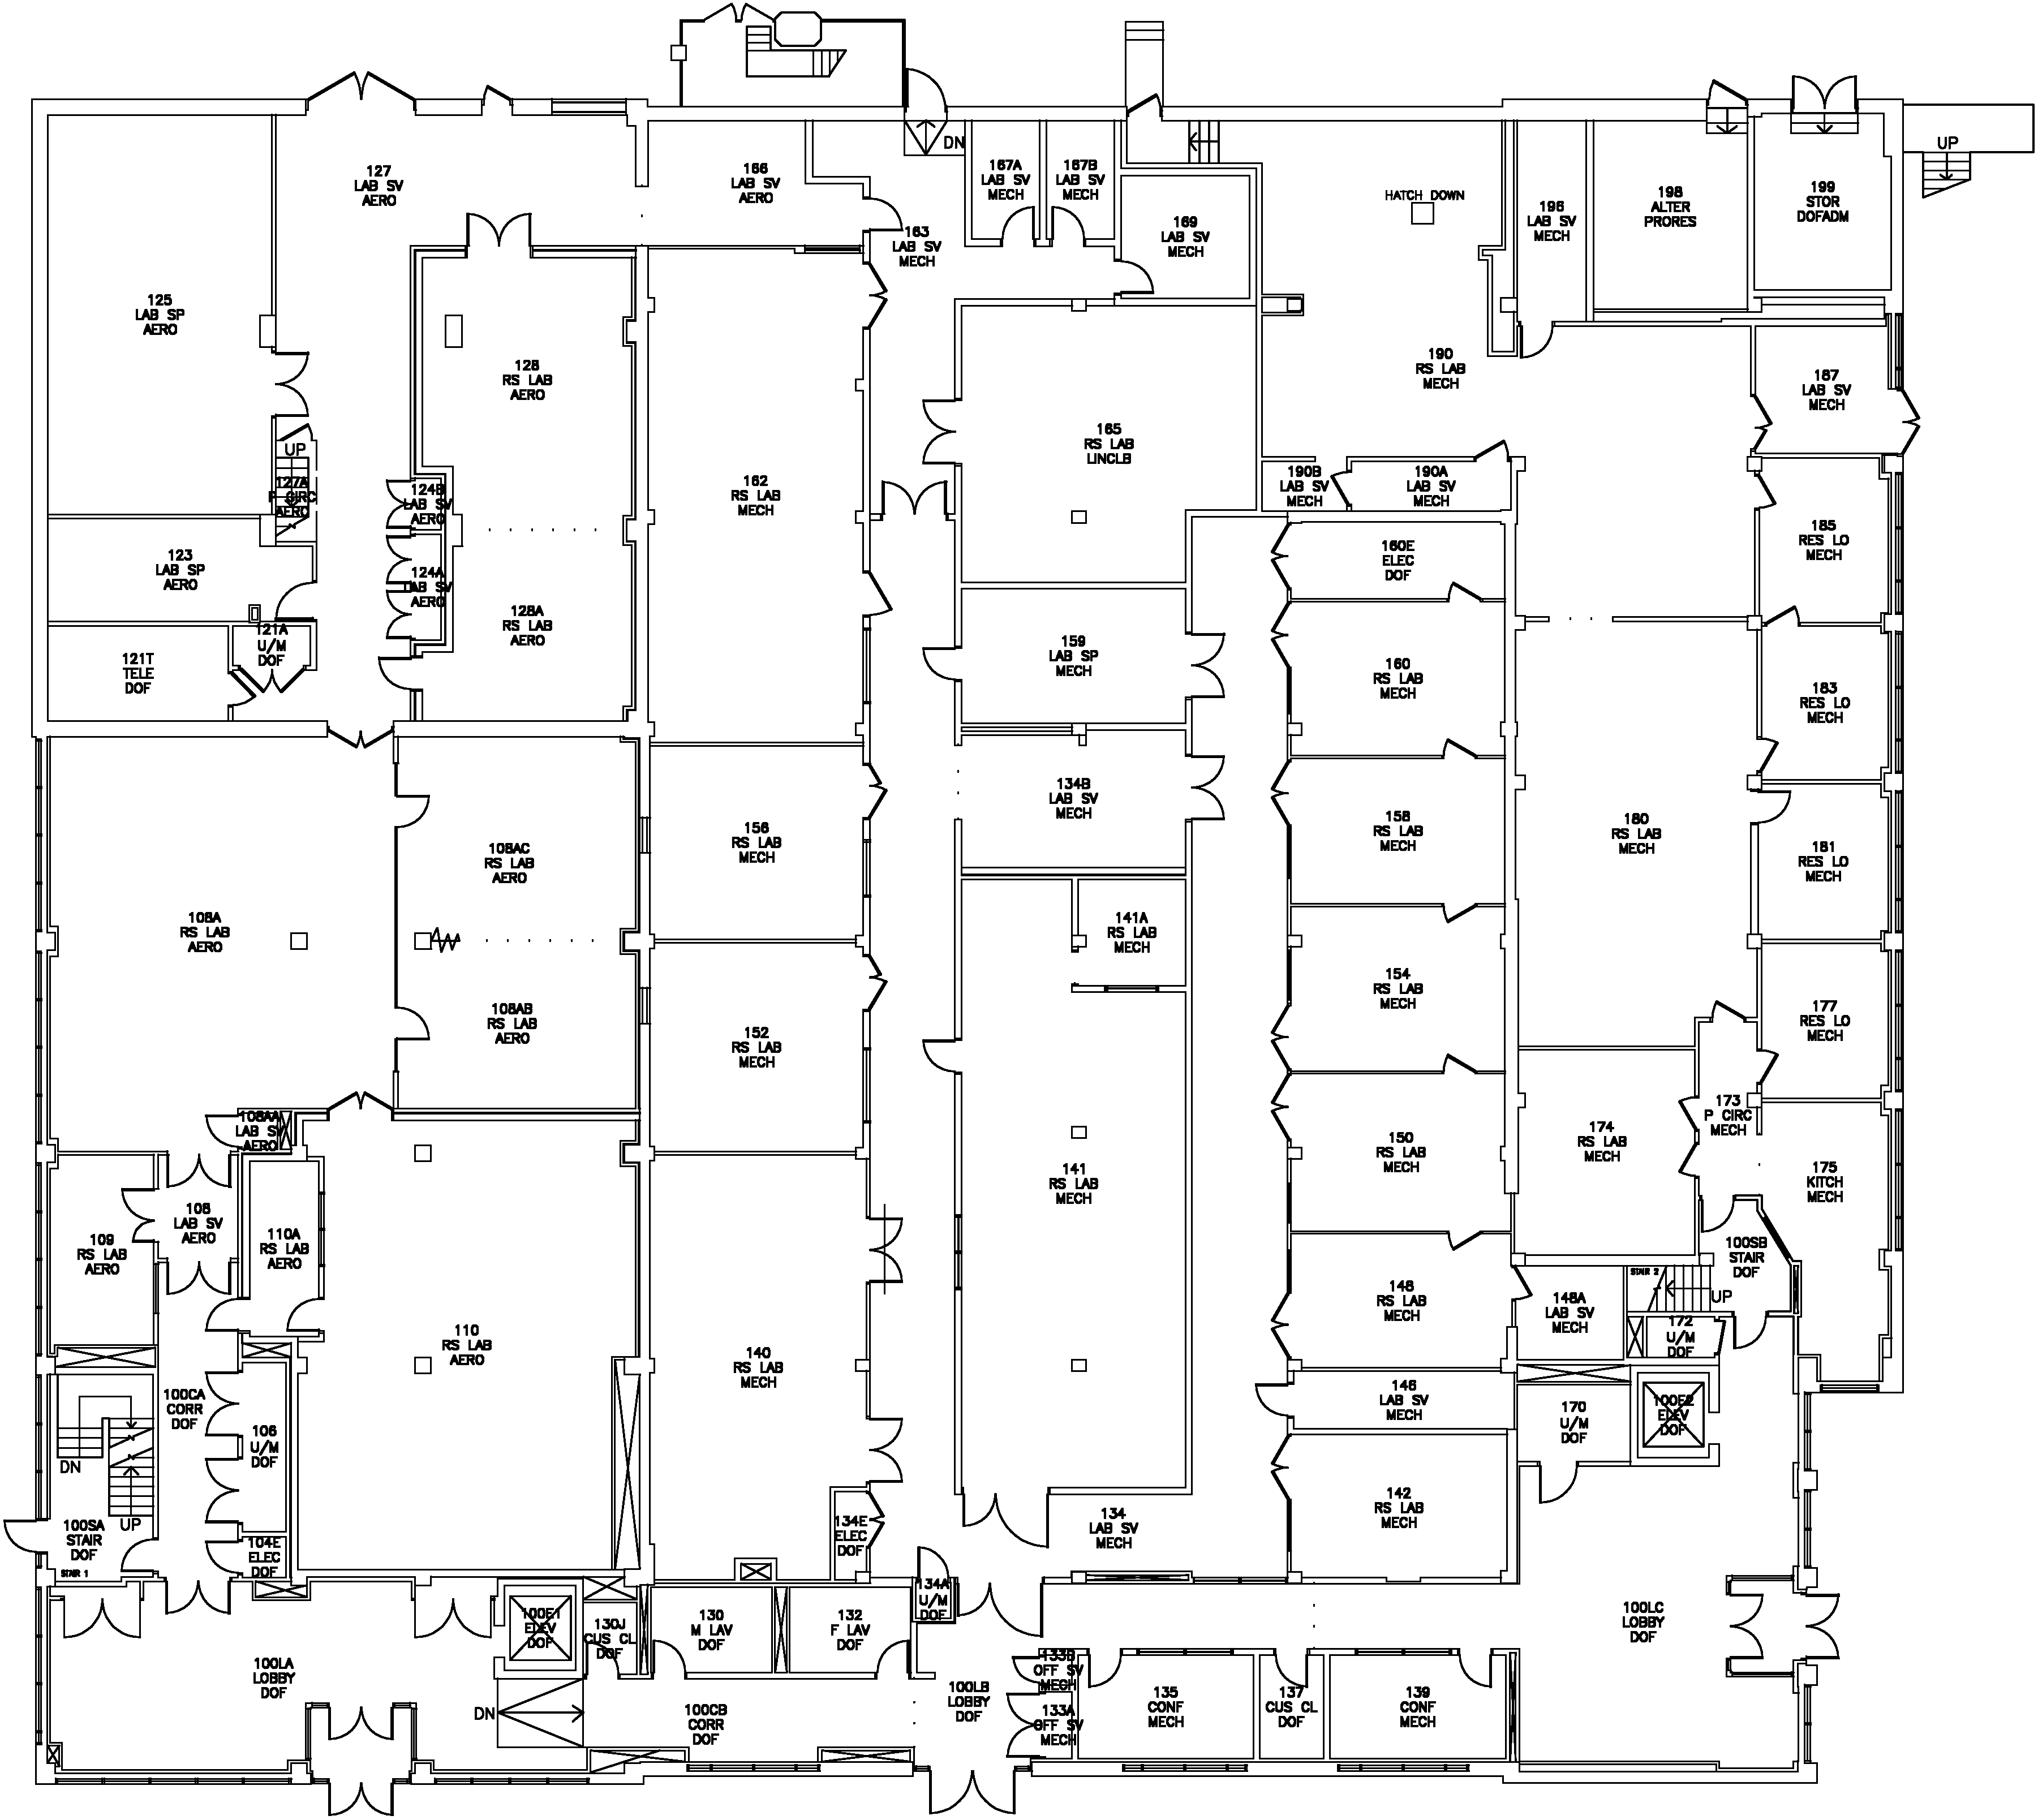 DN
127
LAB SV
AERO
166
LAB SV
AERO
167A
LAB SV
MECH
167B
LAB SV
MECH
163
LAB SV
MECH
169
LAB SV
MECH
HATCH DOWN
196
LAB SV
MECH
198
ALTER
PRORES
199
STOR
DOFADM
UP
125
LAB SP
AERO
128
RS LAB
AERO
190
RS LAB
MECH
187
LAB SV
MECH
165
RS LAB
LINCLB
UP
127A
P CIRC
AERO
124B
LAB SV
AERO
162
RS LAB
MECH
190B
LAB SV
MECH
190A
LAB SV
MECH
185
RES LO
MECH
123
LAB SP
AERO
124A
LAB SV
AERO
160E
ELEC
DOF
128A
RS LAB
AERO
121A
U/M
DOF
121T
TELE
DOF
159
LAB SP
MECH
160
RS LAB
MECH
183
RES LO
MECH
134B
LAB SV
MECH
156
RS LAB
MECH
158
RS LAB
MECH
180
RS LAB
MECH
181
RES LO
MECH
108AC
RS LAB
AERO
108A
RS LAB
AERO
141A
RS LAB
MECH
154
RS LAB
MECH
177
RES LO
MECH
108AB
RS LAB
AERO
152
RS LAB
MECH
108AA
LAB SV
AERO
173
P CIRC
MECH
174
RS LAB
MECH
150
RS LAB
MECH
141
RS LAB
MECH
175
KITCH
MECH
108
LAB SV
AERO
109
RS LAB
AERO
110A
RS LAB
AERO
100SB
STAIR
DOF
STAIR 2
UP
148
RS LAB
MECH
148A
LAB SV
MECH
172
U/M
DOF
110
RS LAB
AERO
140
RS LAB
MECH
100CA
CORR
DOF
146
LAB SV
MECH
170
U/M
DOF
100E2
ELEV
DOF
106
U/M
DOF
DN
UP
142
RS LAB
MECH
100SA
STAIR
DOF
STAIR 1
104E
ELEC
DOF
134E
ELEC
DOF
134
LAB SV
MECH
134A
U/M
DOF
100E1
ELEV
DOF
130J
CUS CL
DOF
130
M LAV
DOF
132
F LAV
DOF
100LC
LOBBY
DOF
100LA
LOBBY
DOF
133B
OFF SV
MECH
100LB
LOBBY
DOF
135
CONF
MECH
137
CUS CL
DOF
139
CONF
MECH
DN
100CB
CORR
DOF
133A
OFF SV
MECH